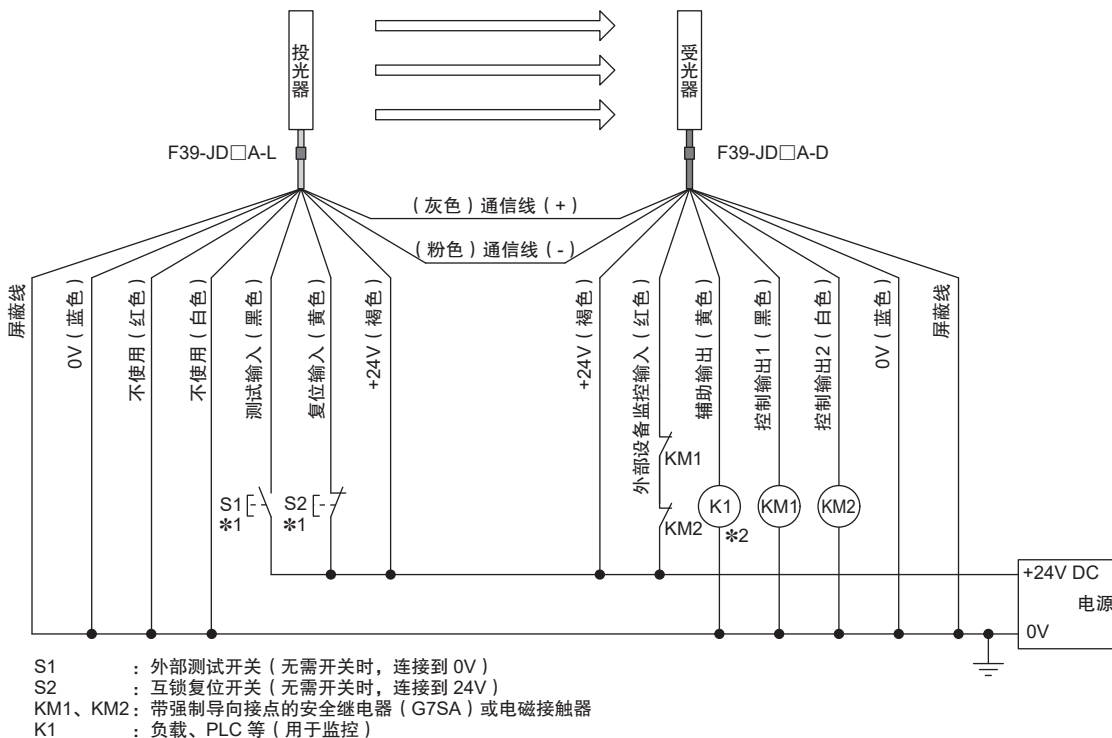 投光器
受光器
F39-JD□A-L
F39-JD□A-D
（灰色）通信线（+）
（粉色）通信线（-）
屏蔽线
0V（蓝色）
不使用（红色）
不使用（白色）
测试输入（黑色）
复位输入（黄色）
+24V（褐色）
+24V（褐色）
外部设备监控输入（红色）
辅助输出（黄色）
控制输出1（黑色）
控制输出2（白色）
0V（蓝色）
屏蔽线
KM1
S1
*1
S2
*1
KM2
K1
*2
KM1
KM2
+24V DC
电源
0V
S1：外部测试开关（无需开关时，连接到 0V）
S2：互锁复位开关（无需开关时，连接到 24V）
KM1、KM2：带强制导向接点的安全继电器（G7SA）或电磁接触器
K1：负载、PLC 等（用于监控）